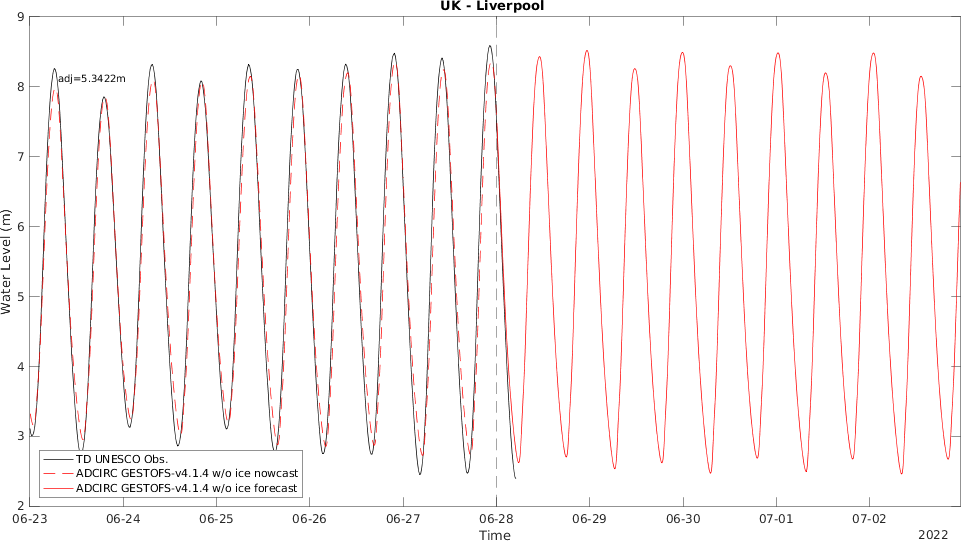 UK - Liverpool
9
8
7
6
5
4
3
2
Water Level (m)
adj=5.3422m
TD UNESCO Obs.
ADCIRC GESTOFS-v4.1.4 w/o ice nowcast
ADCIRC GESTOFS-v4.1.4 w/o ice forecast
06-23 06-24 06-25 06-26 06-27 06-28 06-29 06-30 07-01 07-02
Time
2022